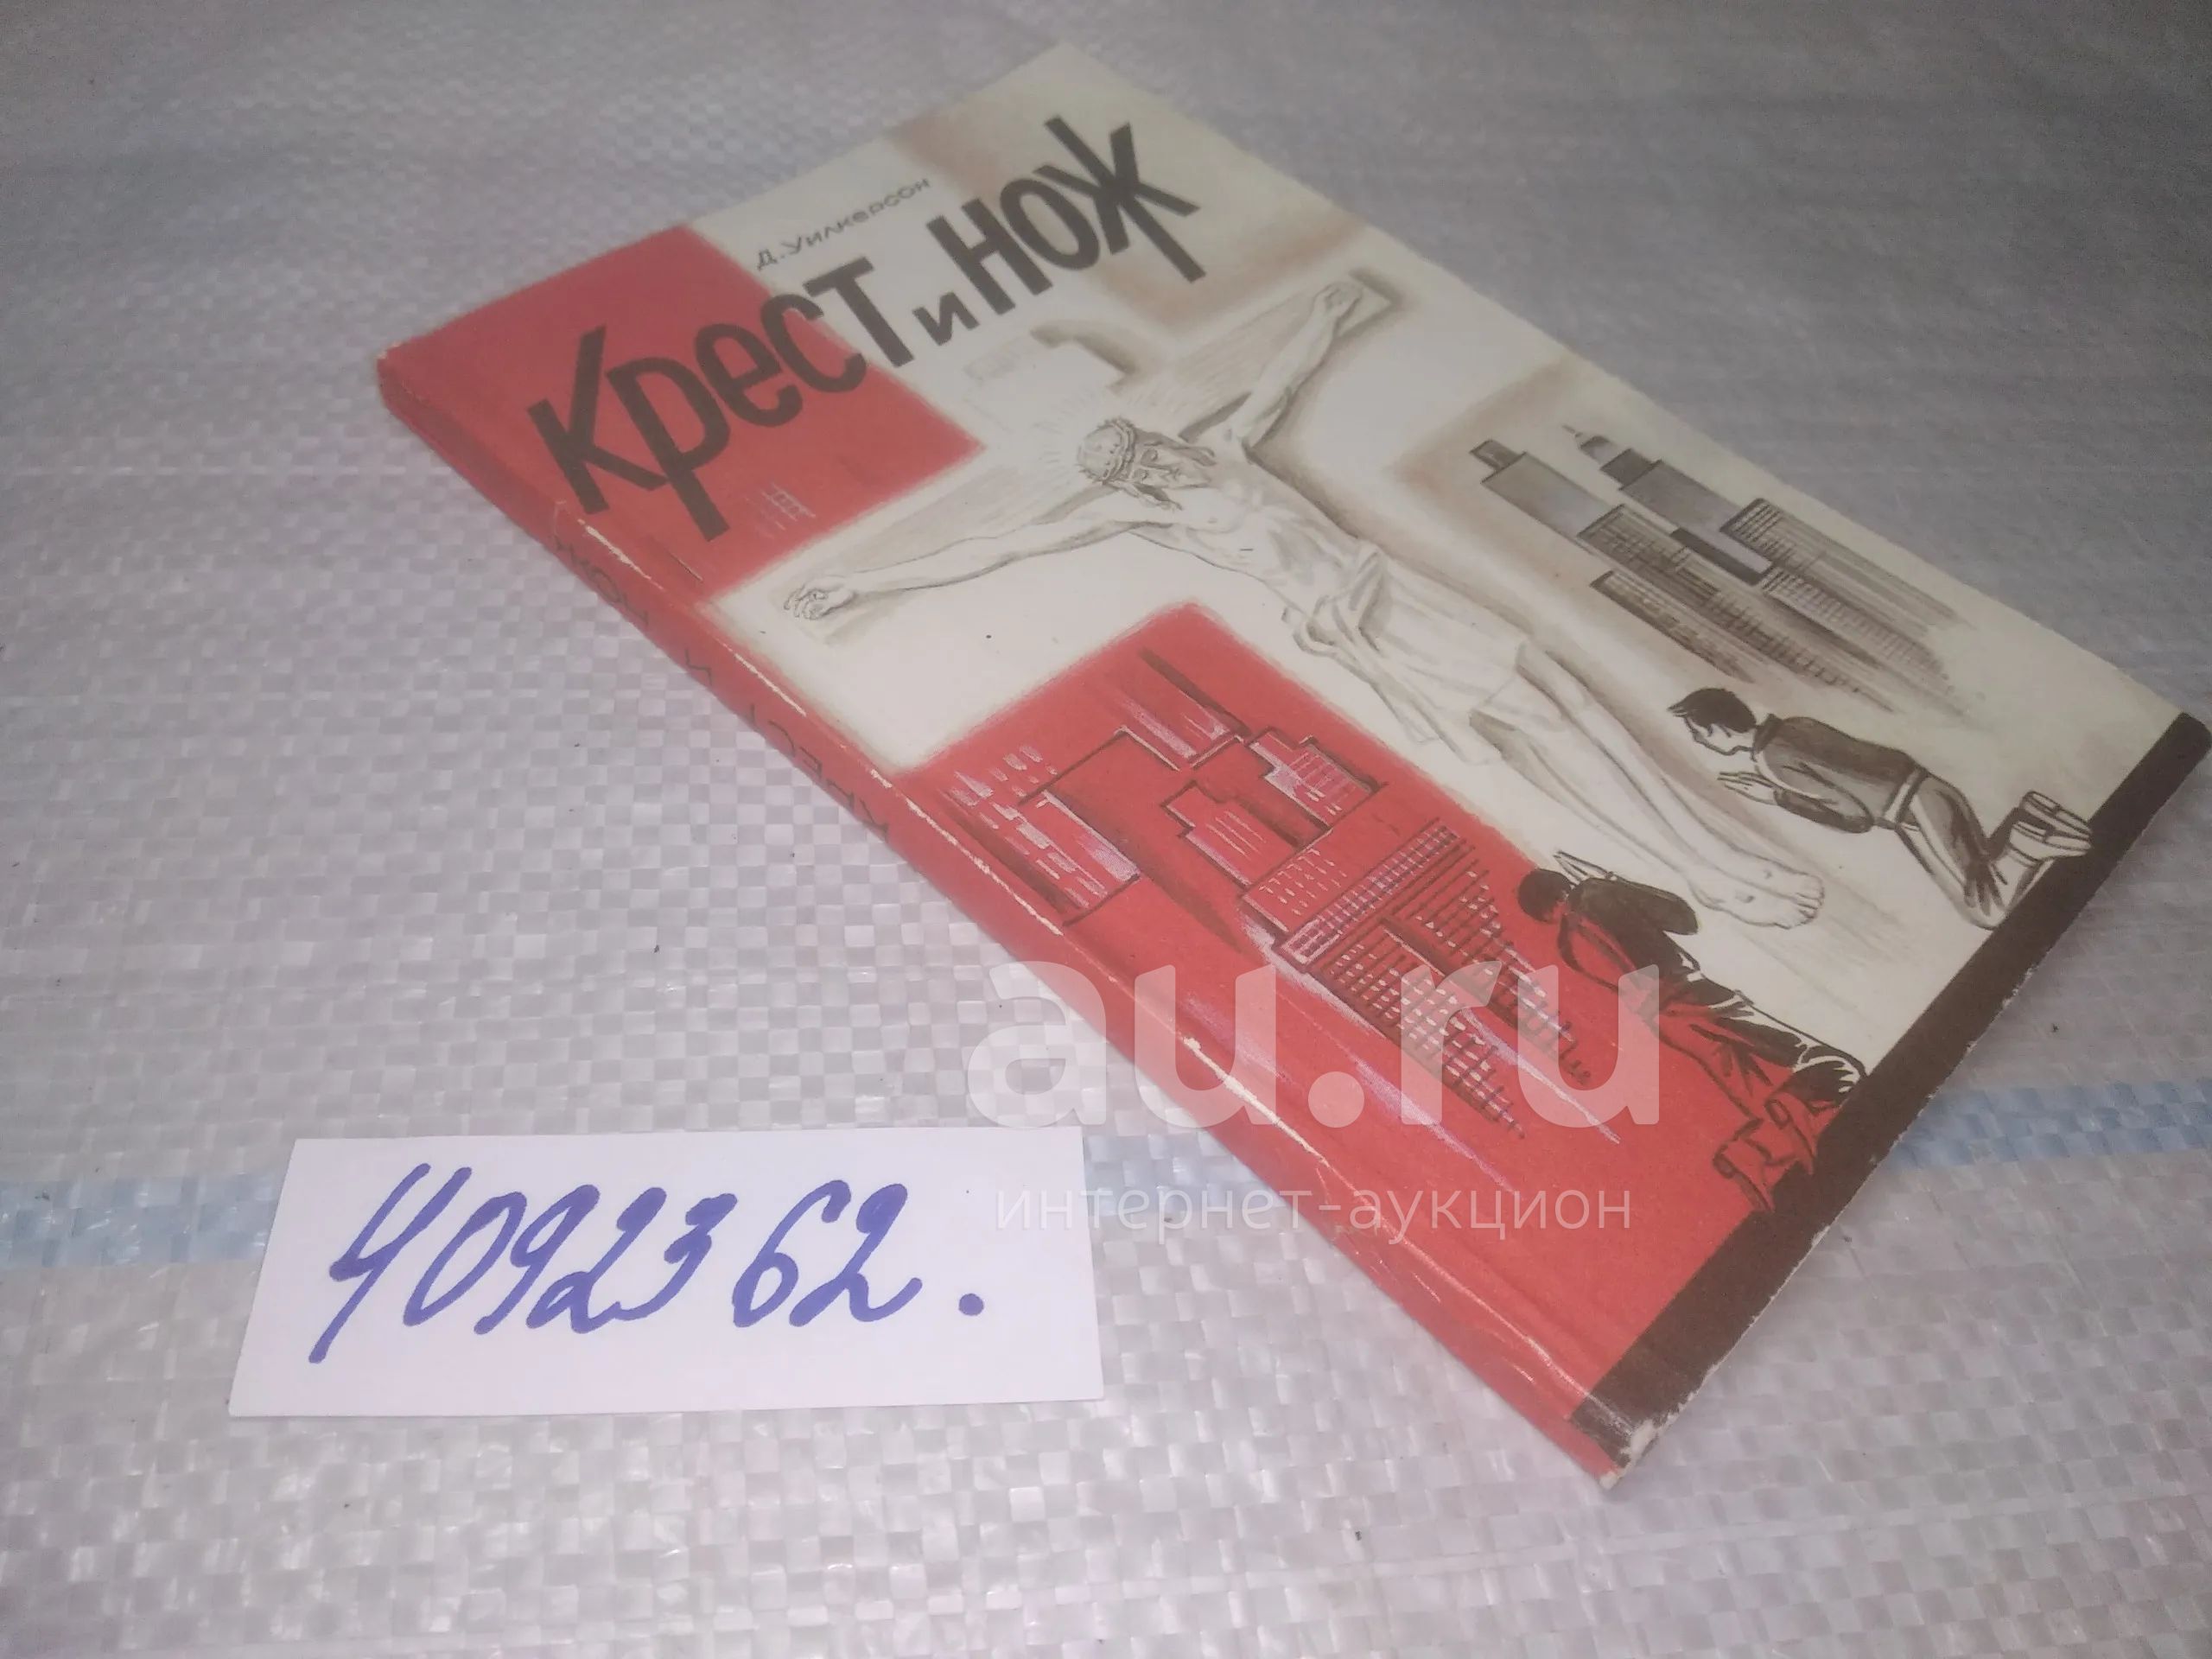 Д. Уилкерсон
Крест и нож
КРЕСТ И НОЖ
au.ru
интернет-аукцион
4092362.